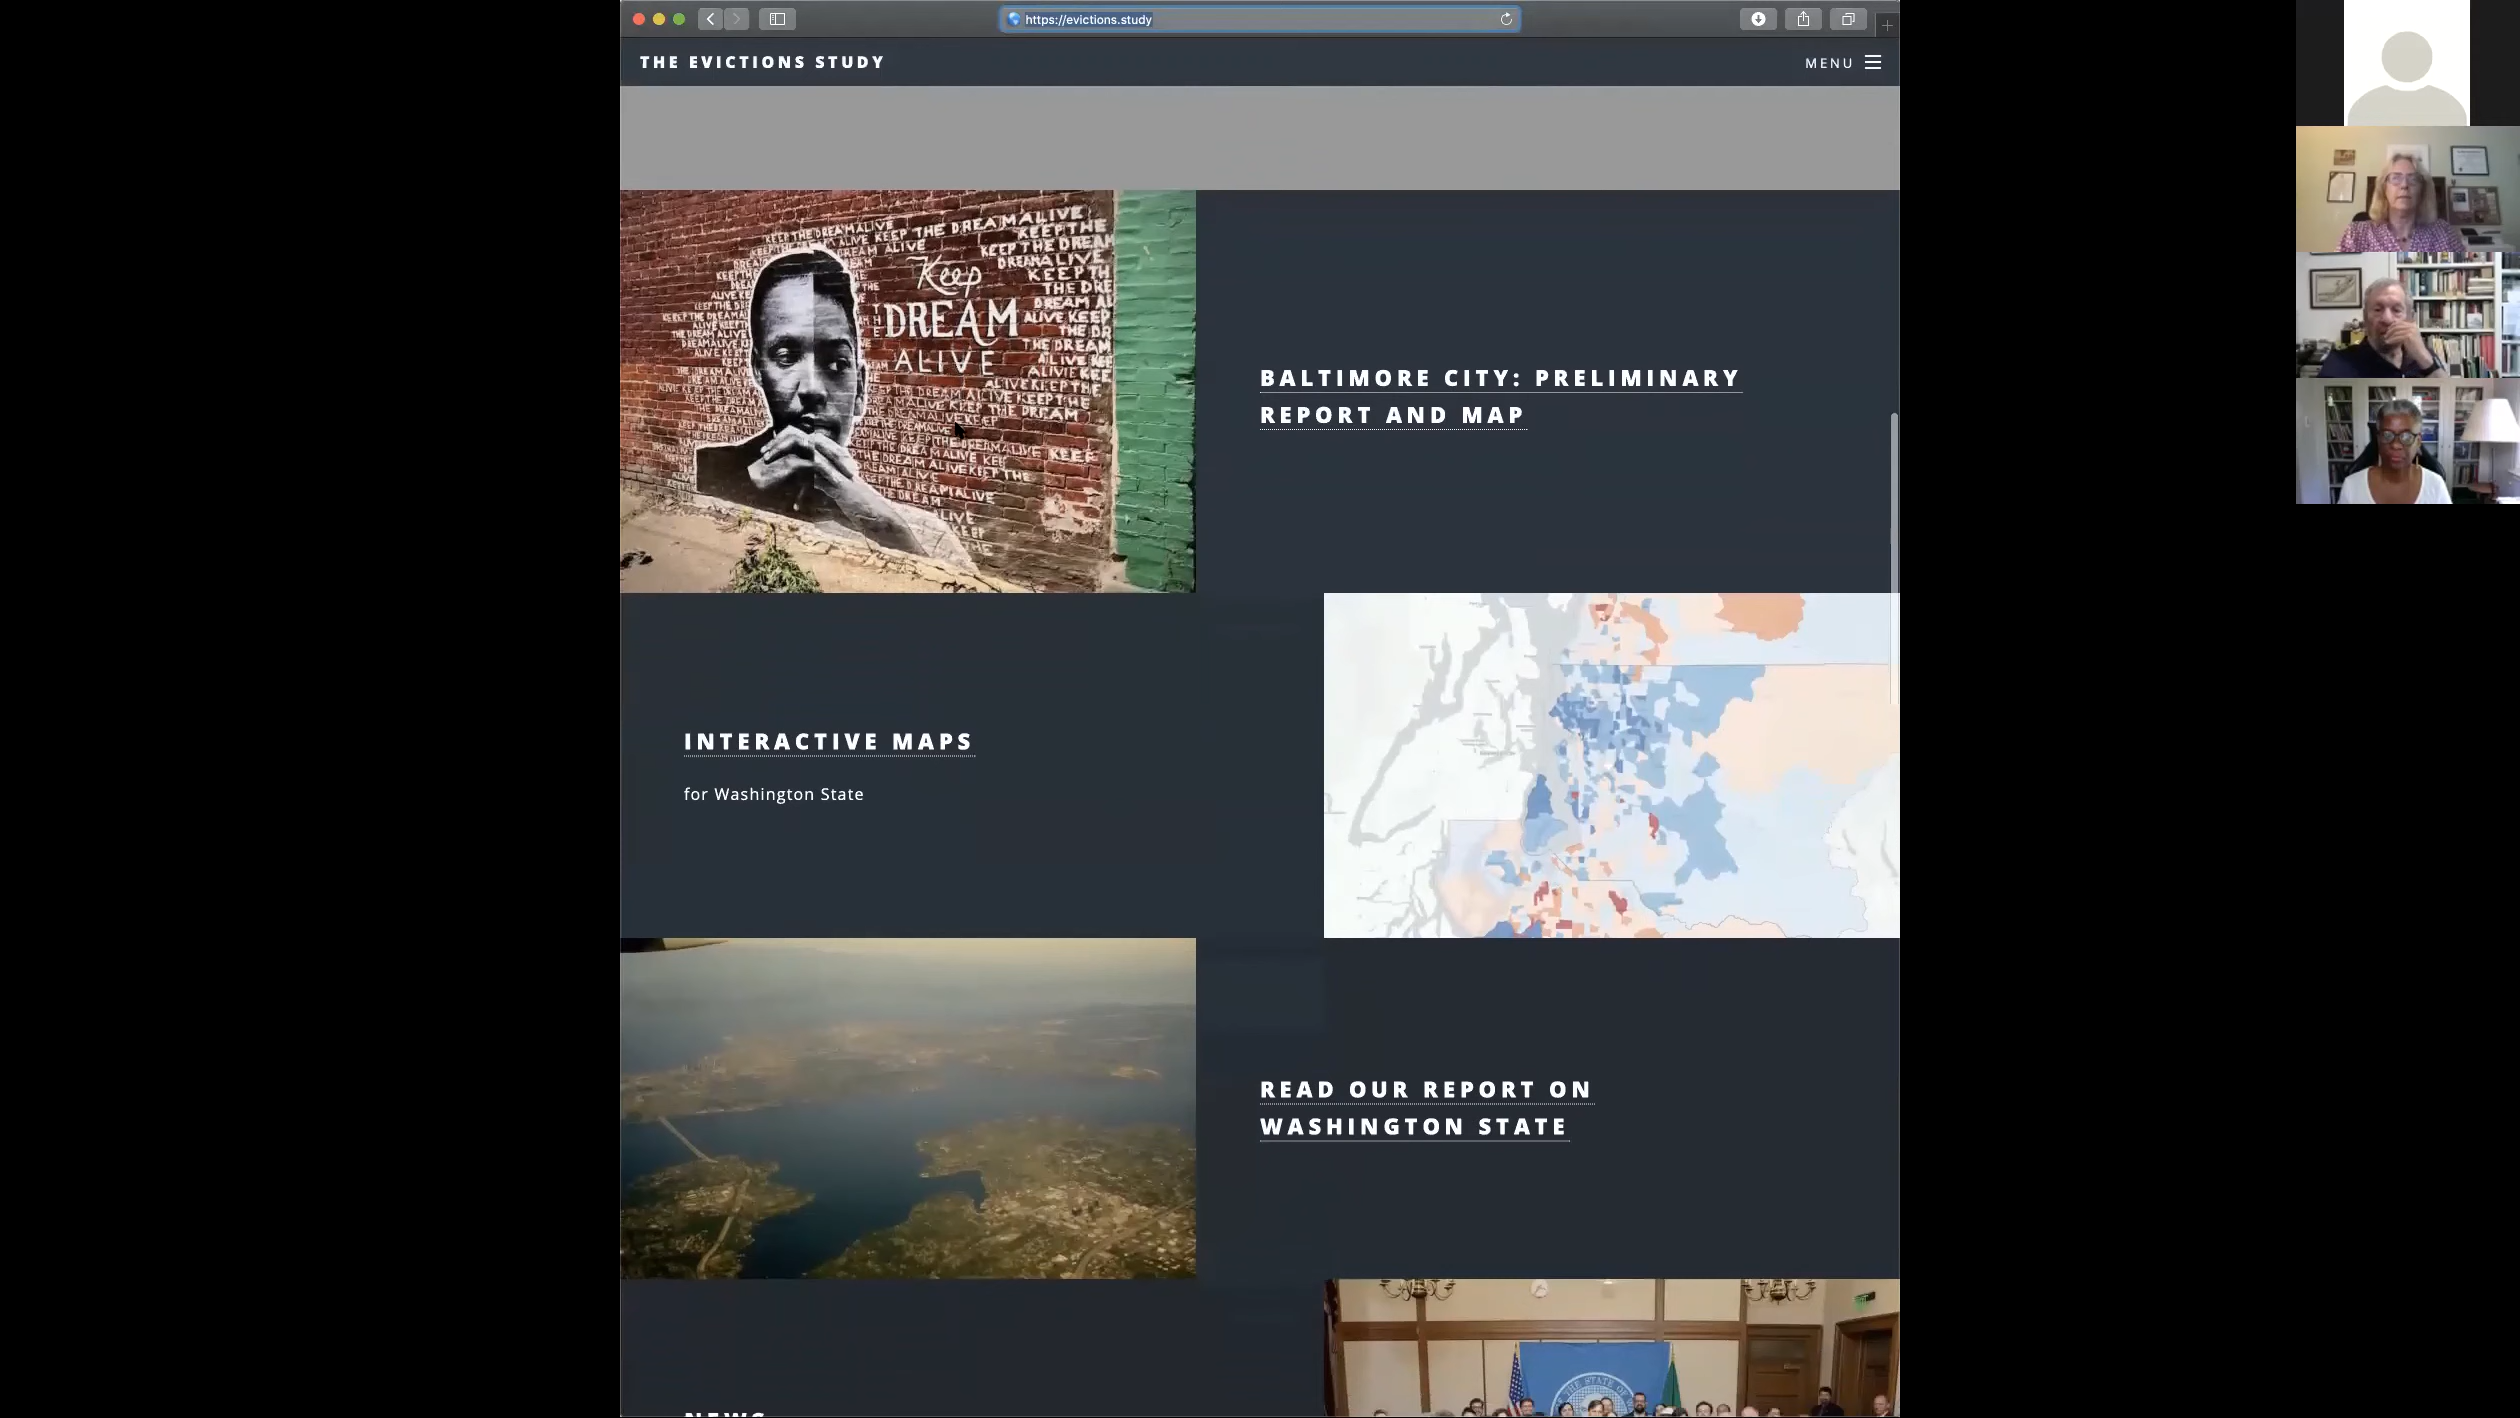 https://evictions.study
THE EVICTIONS STUDY
MENU
Keep
DREAM
ALIVE
KEEP THE DREAM ALIVE
BALTIMORE CITY: PRELIMINARY
REPORT AND MAP
INTERACTIVE MAPS
for Washington State
READ OUR REPORT ON
WASHINGTON STATE
NEWS